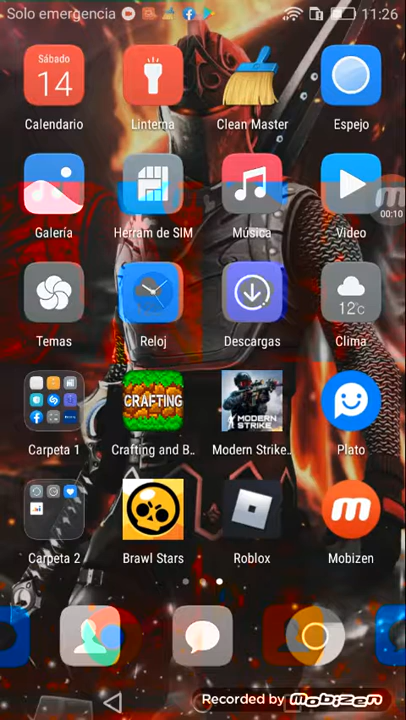 Solo emergencia 11:26
Sábado
14
Calendario Linterna Clean Master Espejo
00:10
Galería Herram de SIM Música Video
12°C
Temas Reloj Descargas Clima
CRAFTING
MODERN
STRIKE
Carpeta 1 Crafting and B.. Modern Strike.. Plato
Carpeta 2 Brawl Stars Roblox Mobizen
Recorded by Mobizen